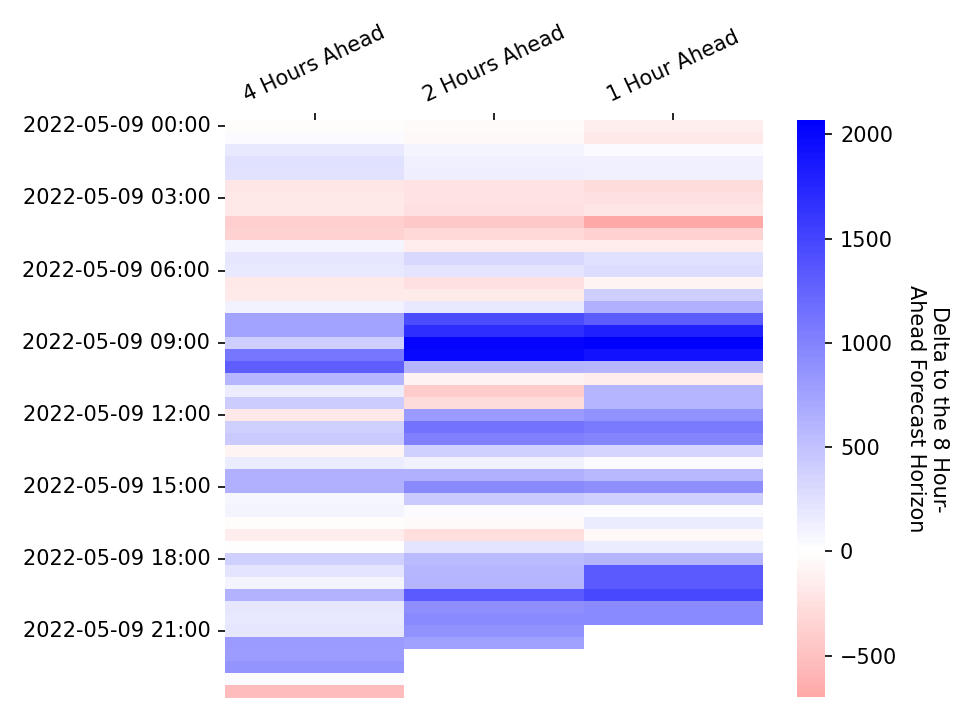 4 Hours Ahead
2 Hours Ahead
1 Hour Ahead
2022-05-09 00:00
2022-05-09 03:00
2022-05-09 06:00
2022-05-09 09:00
2022-05-09 12:00
2022-05-09 15:00
2022-05-09 18:00
2022-05-09 21:00
2000
1500
1000
500
0
−500
Delta to the 8 Hour-
Ahead Forecast Horizon